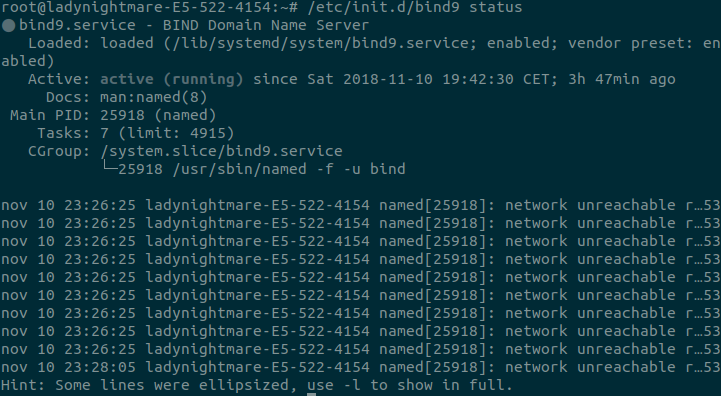 root@ladynightmare-E5-522-4154:~# /etc/init.d/bind9 status
● bind9.service - BIND Domain Name Server
   Loaded: loaded (/lib/systemd/system/bind9.service; enabled; vendor preset: en
abled)
   Active: active (running) since Sat 2018-11-10 19:42:30 CET; 3h 47min ago
     Docs: man:named(8)
 Main PID: 25918 (named)
    Tasks: 7 (limit: 4915)
   CGroup: /system.slice/bind9.service
           └─25918 /usr/sbin/named -f -u bind
nov 10 23:26:25 ladynightmare-E5-522-4154 named[25918]: network unreachable r…53
nov 10 23:26:25 ladynightmare-E5-522-4154 named[25918]: network unreachable r…53
nov 10 23:26:25 ladynightmare-E5-522-4154 named[25918]: network unreachable r…53
nov 10 23:26:25 ladynightmare-E5-522-4154 named[25918]: network unreachable r…53
nov 10 23:26:25 ladynightmare-E5-522-4154 named[25918]: network unreachable r…53
nov 10 23:26:25 ladynightmare-E5-522-4154 named[25918]: network unreachable r…53
nov 10 23:26:25 ladynightmare-E5-522-4154 named[25918]: network unreachable r…53
nov 10 23:26:25 ladynightmare-E5-522-4154 named[25918]: network unreachable r…53
nov 10 23:26:25 ladynightmare-E5-522-4154 named[25918]: network unreachable r…53
nov 10 23:28:05 ladynightmare-E5-522-4154 named[25918]: network unreachable r…53
Hint: Some lines were ellipsized, use -l to show in full.